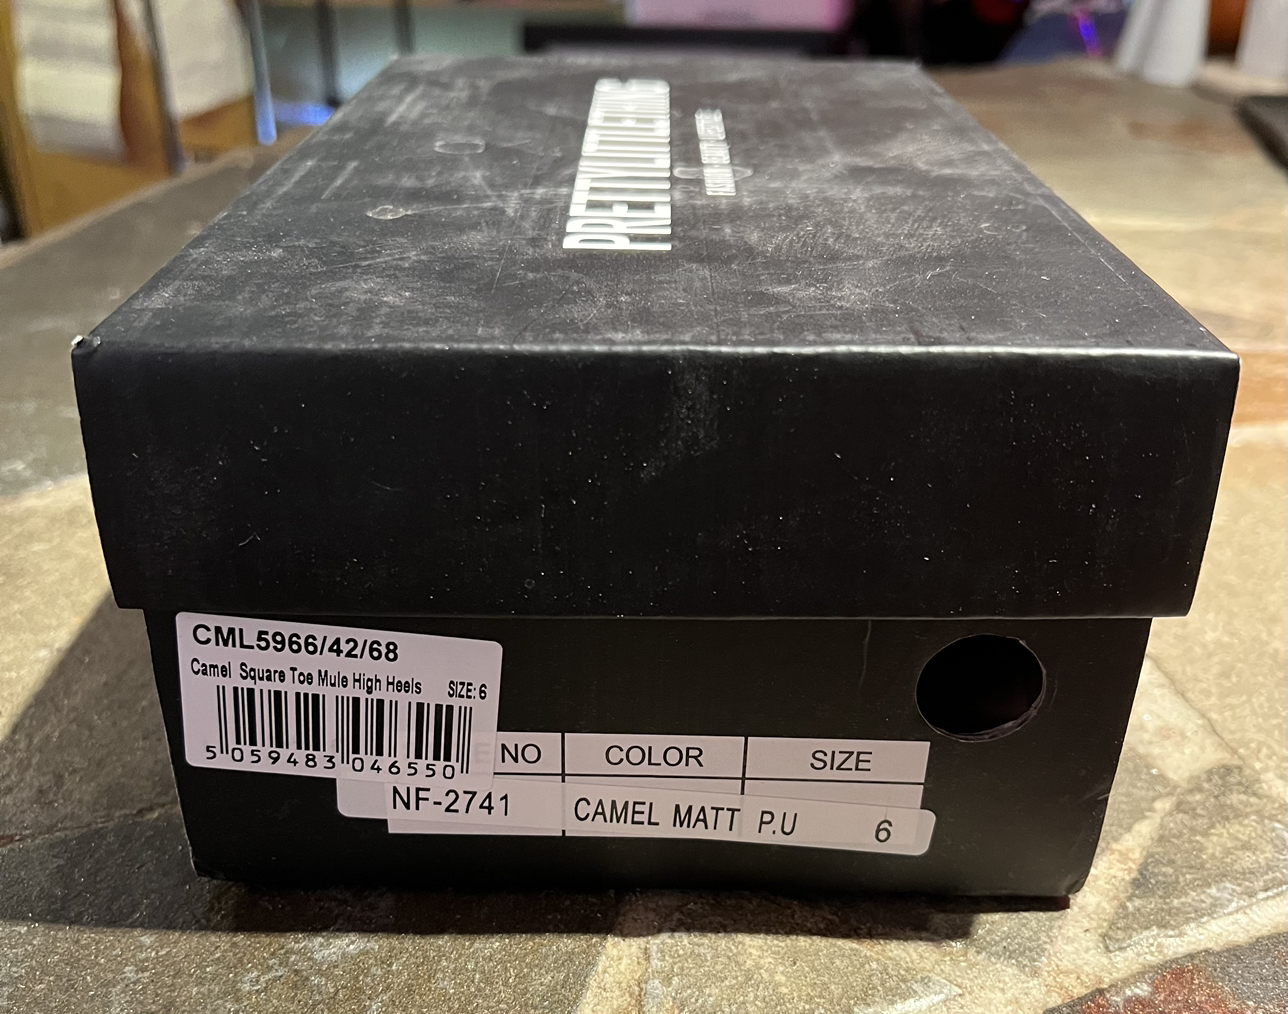 PRETTYLITTLETHING
CML5966/42/68
Camel Square Toe Mule High Heels SIZE: 6
5 059483 046550
NO COLOR SIZE
NF-2741 CAMEL MATT P.U 6